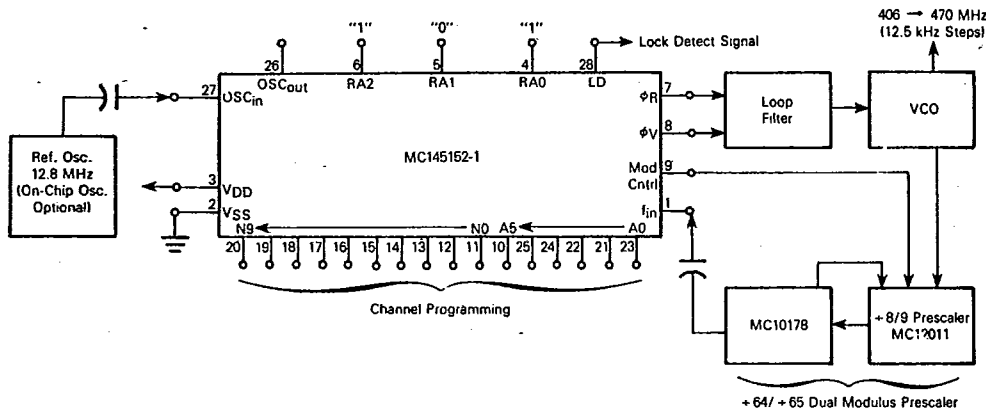 406 → 470 MHz
(12.5 kHz Steps)
"1" "0" "1"
Lock Detect Signal
26 6 5 4 28
OSCout RA2 RA1 RA0 LD
27 OSCin
φR 7
φV 8
Mod Cntrl 9
fin 1
MC145152-1
Loop
Filter
VCO
Ref. Osc.
12.8 MHz
(On-Chip Osc.
Optional)
3 VDD
2 VSS
N9 N0 A5 A0
20 19 18 17 16 15 14 13 12 11 10 25 24 22 21 23
Channel Programming
MC10178
÷8/9 Prescaler
MC12011
÷64/÷65 Dual Modulus Prescaler